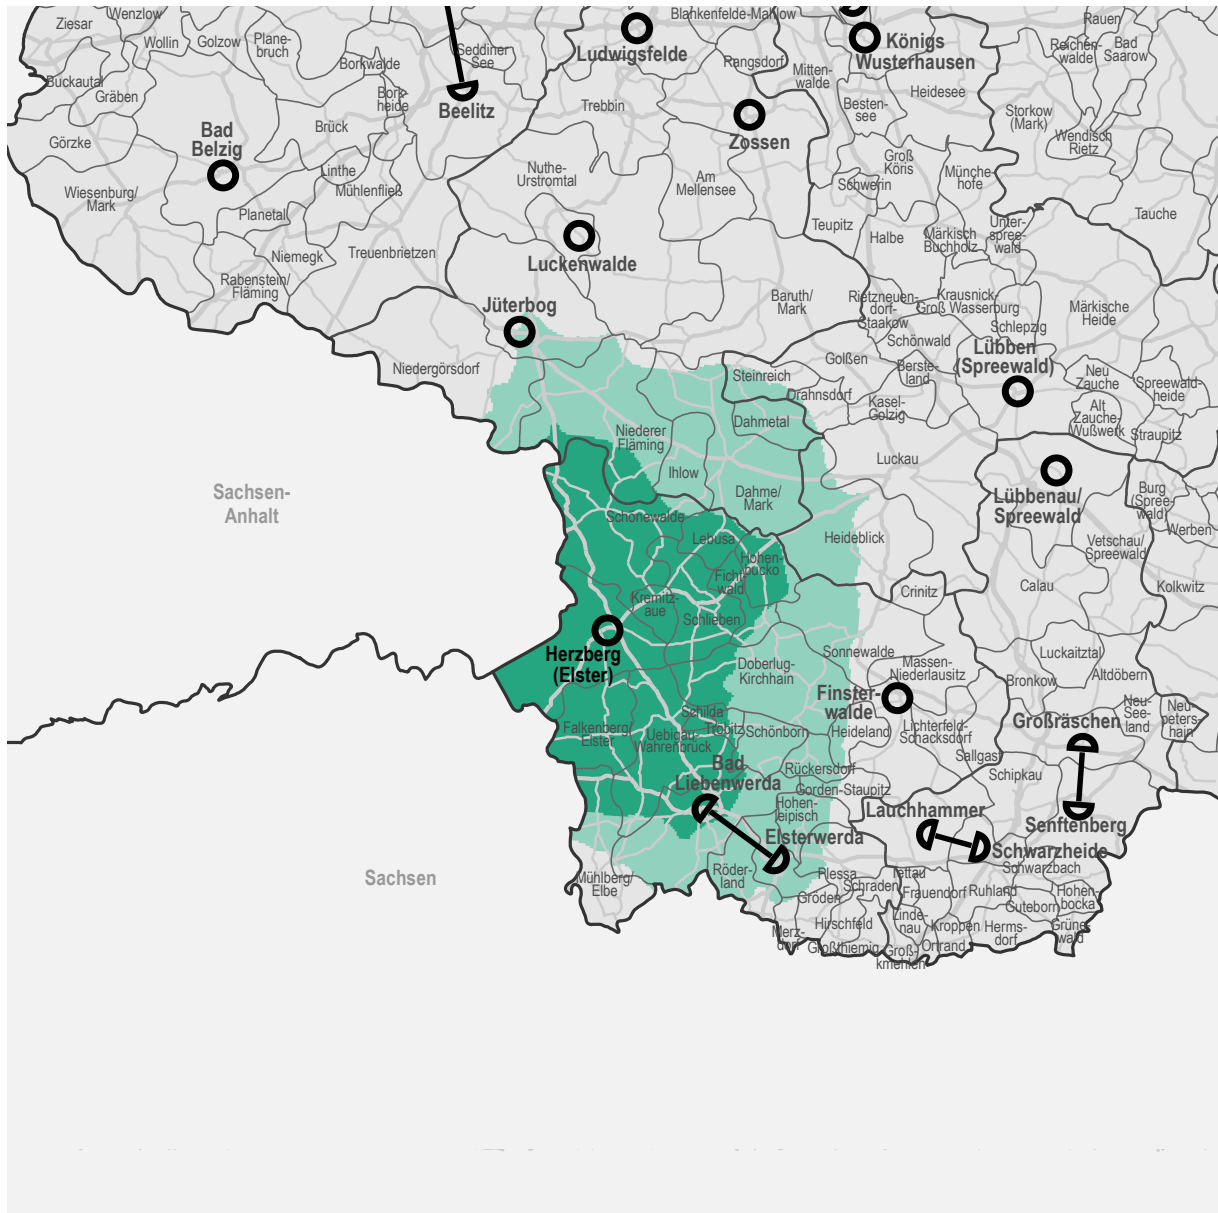 Ziesar
Wenzlow
Wollin
Golzow
Plane-
bruch
Borkwalde
Seddiner
See
Buckautal
Gräben
Bork-
heide
Beelitz
Brück
Görzke
Bad
Belzig
Linthe
Mühlenfließ
Wiesenburg/
Mark
Planetal
Niemegk
Treuenbrietzen
Rabenstein/
Fläming
Blankenfelde-Mahlow
Ludwigsfelde
Rangsdorf
Trebbin
Zossen
Nuthe-
Urstromtal
Am
Mellensee
Luckenwalde
Jüterbog
Baruth/
Mark
Niedergörsdorf
Königs
Wusterhausen
Mitten-
walde
Heidesee
Besten-
see
Groß
Köris
Schwerin
Münche-
hofe
Teupitz
Halbe
Märkisch
Buchholz
Unter-
spree-
wald
Rauen
Reichen-
walde
Bad
Saarow
Storkow
(Mark)
Wendisch
Rietz
Tauche
Rietzneuen-
dorf-
Staakow
Krausnick-
Groß Wasserburg
Schlepzig
Märkische
Heide
Schönwald
Lübben
(Spreewald)
Golßen
Berste-
land
Steinreich
Drahnsdorf
Kasel-
Golzig
Neu
Zauche
Spreewald-
heide
Alt
Zauche-
Wußwerk
Straupitz
Dahmetal
Niederer
Fläming
Ihlow
Luckau
Dahme/
Mark
Lübbenau/
Spreewald
Burg
(Spree-
wald)
Werben
Vetschau/
Spreewald
Kolkwitz
Sachsen-
Anhalt
Schönewalde
Lebusa
Hohen-
bucko
Heideblick
Ficht-
wald
Kremitz-
aue
Schlieben
Calau
Crinitz
Herzberg
(Elster)
Doberlug-
Kirchhain
Sonnewalde
Massen-
Niederlausitz
Luckaitztal
Altdöbern
Bronkow
Finster-
walde
Schilda
Tröbitz
Schönborn
Heideland
Lichterfeld-
Schacksdorf
Großräschen
Neu-
See-
land
Neu-
peters-
hain
Falkenberg/
Elster
Uebigau-
Wahrenbrück
Sallgast
Schipkau
Bad
Liebenwerda
Rückersdorf
Gorden-Staupitz
Hohen-
leipisch
Lauchhammer
Senftenberg
Elsterwerda
Schwarzheide
Schwarzbach
Sachsen
Mühlberg/
Elbe
Röder-
land
Plessa
Schraden
Tettau
Frauendorf
Ruhland
Hohen-
bocka
Guteborn
Gröden
Hirschfeld
Linde-
nau
Kroppen
Herms-
dorf
Grüne-
wald
Merz-
dorf
Großthiemig
Groß-
kmehlen
Ortrand